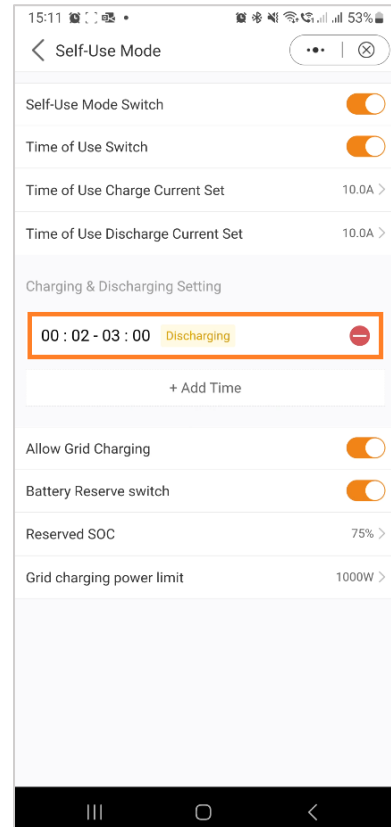 15:11 53%
Self-Use Mode
Self-Use Mode Switch
Time of Use Switch
Time of Use Charge Current Set 10.0A
Time of Use Discharge Current Set 10.0A
Charging & Discharging Setting
00 : 02 - 03 : 00 Discharging
+ Add Time
Allow Grid Charging
Battery Reserve switch
Reserved SOC 75%
Grid charging power limit 1000W